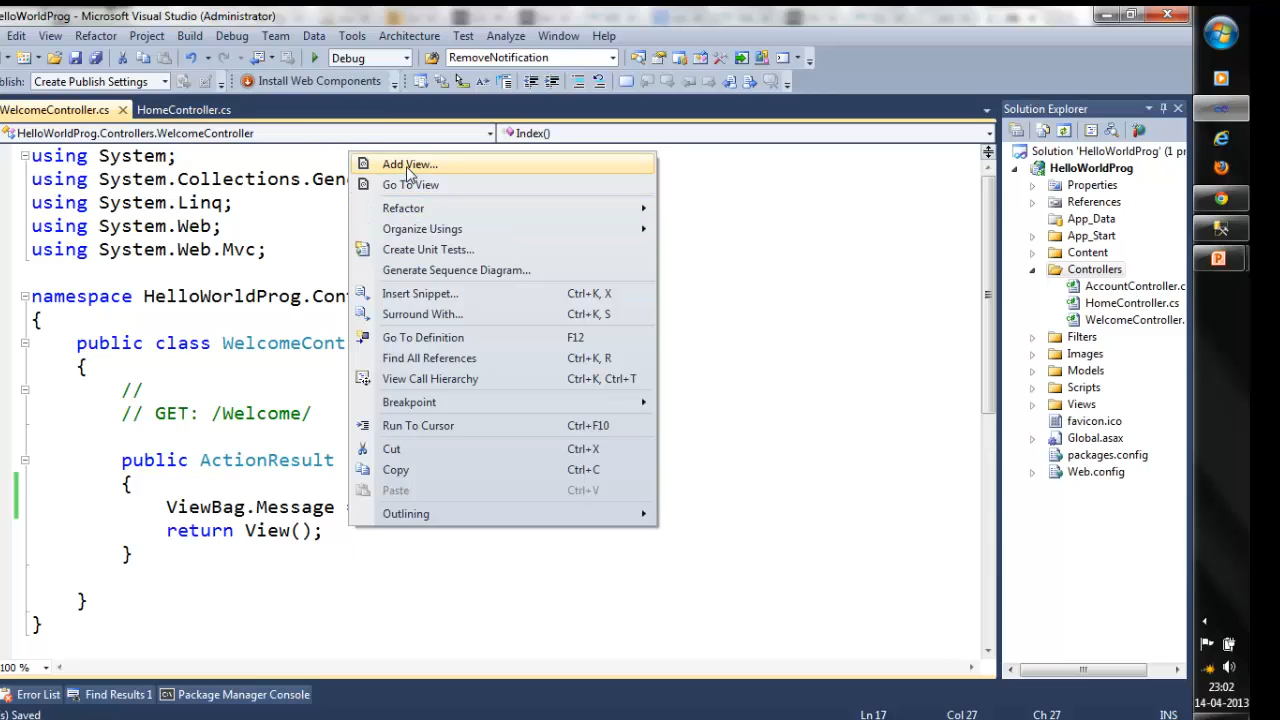 HelloWorldProg - Microsoft Visual Studio (Administrator)
Edit View Refactor Project Build Debug Team Data Tools Architecture Test Analyze Window Help
Debug RemoveNotification
blish: Create Publish Settings Install Web Components
WelcomeController.cs HomeController.cs
HelloWorldProg.Controllers.WelcomeController Index()
using System;
using System.Collections.Gen
using System.Linq;
using System.Web;
using System.Web.Mvc;
namespace HelloWorldProg.Cont
{
public class WelcomeCont
{
//
// GET: /Welcome/
public ActionResult
{
ViewBag.Message =
return View();
}
}
}
Add View...
Go To View
Refactor
Organize Usings
Create Unit Tests...
Generate Sequence Diagram...
Insert Snippet... Ctrl+K, X
Surround With... Ctrl+K, S
Go To Definition F12
Find All References Ctrl+K, R
View Call Hierarchy Ctrl+K, Ctrl+T
Breakpoint
Run To Cursor Ctrl+F10
Cut Ctrl+X
Copy Ctrl+C
Paste Ctrl+V
Outlining
Solution Explorer
Solution 'HelloWorldProg' (1 pr
HelloWorldProg
Properties
References
App_Data
App_Start
Content
Controllers
AccountController.c
HomeController.cs
WelcomeController.
Filters
Images
Models
Scripts
Views
favicon.ico
Global.asax
packages.config
Web.config
100 %
Error List Find Results 1 Package Manager Console
s) Saved Ln 17 Col 27 Ch 27 INS
23:02
14-04-2013